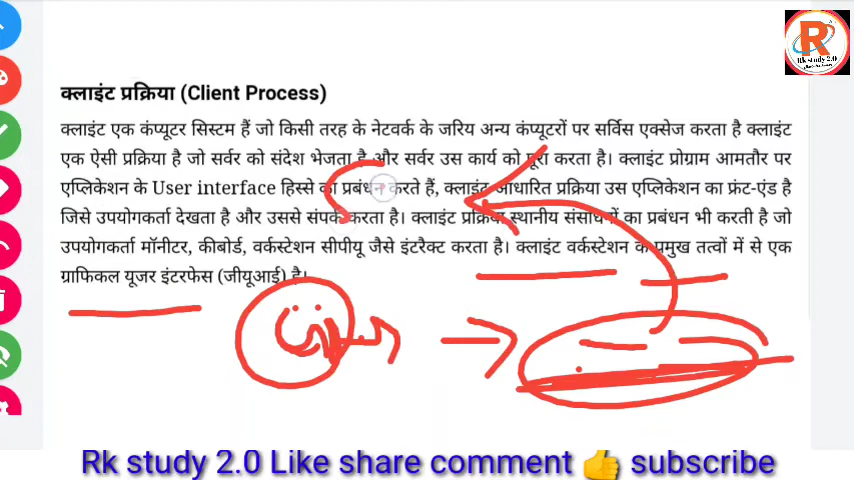 R
Rk study 2.0
क्लाइंट प्रक्रिया (Client Process)
क्लाइंट एक कंप्यूटर सिस्टम हैं जो किसी तरह के नेटवर्क के जरिय अन्य कंप्यूटरों पर सर्विस एक्सेज करता है क्लाइंट
एक ऐसी प्रक्रिया है जो सर्वर को संदेश भेजता है और सर्वर उस कार्य को पूरा करता है। क्लाइंट प्रोग्राम आमतौर पर
एप्लिकेशन के User interface हिस्से का प्रबंधन करते हैं, क्लाइंट आधारित प्रक्रिया उस एप्लिकेशन का फ्रंट-एंड है
जिसे उपयोगकर्ता देखता है और उससे संपर्क करता है। क्लाइंट प्रक्रिया स्थानीय संसाधनों का प्रबंधन भी करती है जो
उपयोगकर्ता मॉनीटर, कीबोर्ड, वर्कस्टेशन सीपीयू जैसे इंटरैक्ट करता है। क्लाइंट वर्कस्टेशन के प्रमुख तत्वों में से एक
ग्राफिकल यूजर इंटरफेस (जीयूआई) है।
Rk study 2.0 Like share comment 👍 subscribe